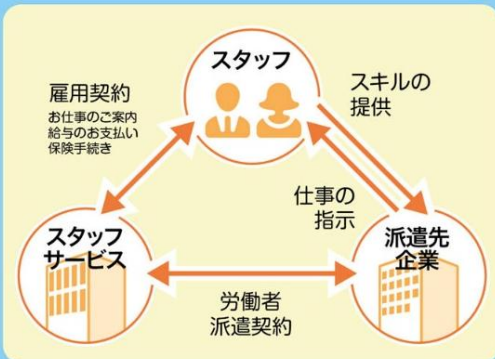 スタッフ
雇用契約
お仕事のご案内
給与のお支払い
保険手続き
スキルの
提供
仕事の
指示
スタッフ
サービス
派遣先
企業
労働者
派遣契約